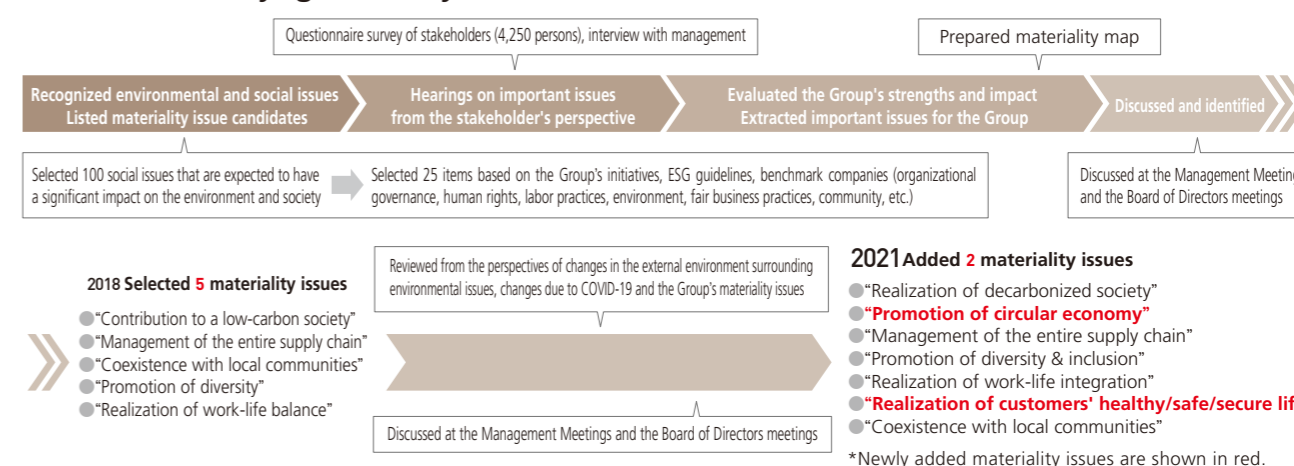 Questionnaire survey of stakeholders (4,250 persons), interview with management
Prepared materiality map
Recognized environmental and social issues
Listed materiality issue candidates
Hearings on important issues
from the stakeholder's perspective
Evaluated the Group's strengths and impact
Extracted important issues for the Group
Discussed and identified
Selected 100 social issues that are expected to have
a significant impact on the environment and society
Selected 25 items based on the Group's initiatives, ESG guidelines, benchmark companies (organizational
governance, human rights, labor practices, environment, fair business practices, community, etc.)
Discussed at the Management
and the Board of Directors meetings
2018 Selected 5 materiality issues
●"Contribution to a low-carbon society"
●"Management of the entire supply chain"
●"Coexistence with local communities"
●"Promotion of diversity"
●"Realization of work-life balance"
Reviewed from the perspectives of changes in the external environment surrounding
environmental issues, changes due to COVID-19 and the Group's materiality issues
Discussed at the Management Meetings and the Board of Directors meetings
2021 Added 2 materiality issues
●"Realization of decarbonized society"
●"Promotion of circular economy"
●"Management of the entire supply chain"
●"Promotion of diversity & inclusion"
●"Realization of work-life integration"
●"Realization of customers' healthy/safe/secure
●"Coexistence with local communities"
*Newly added materiality issues are shown in red.